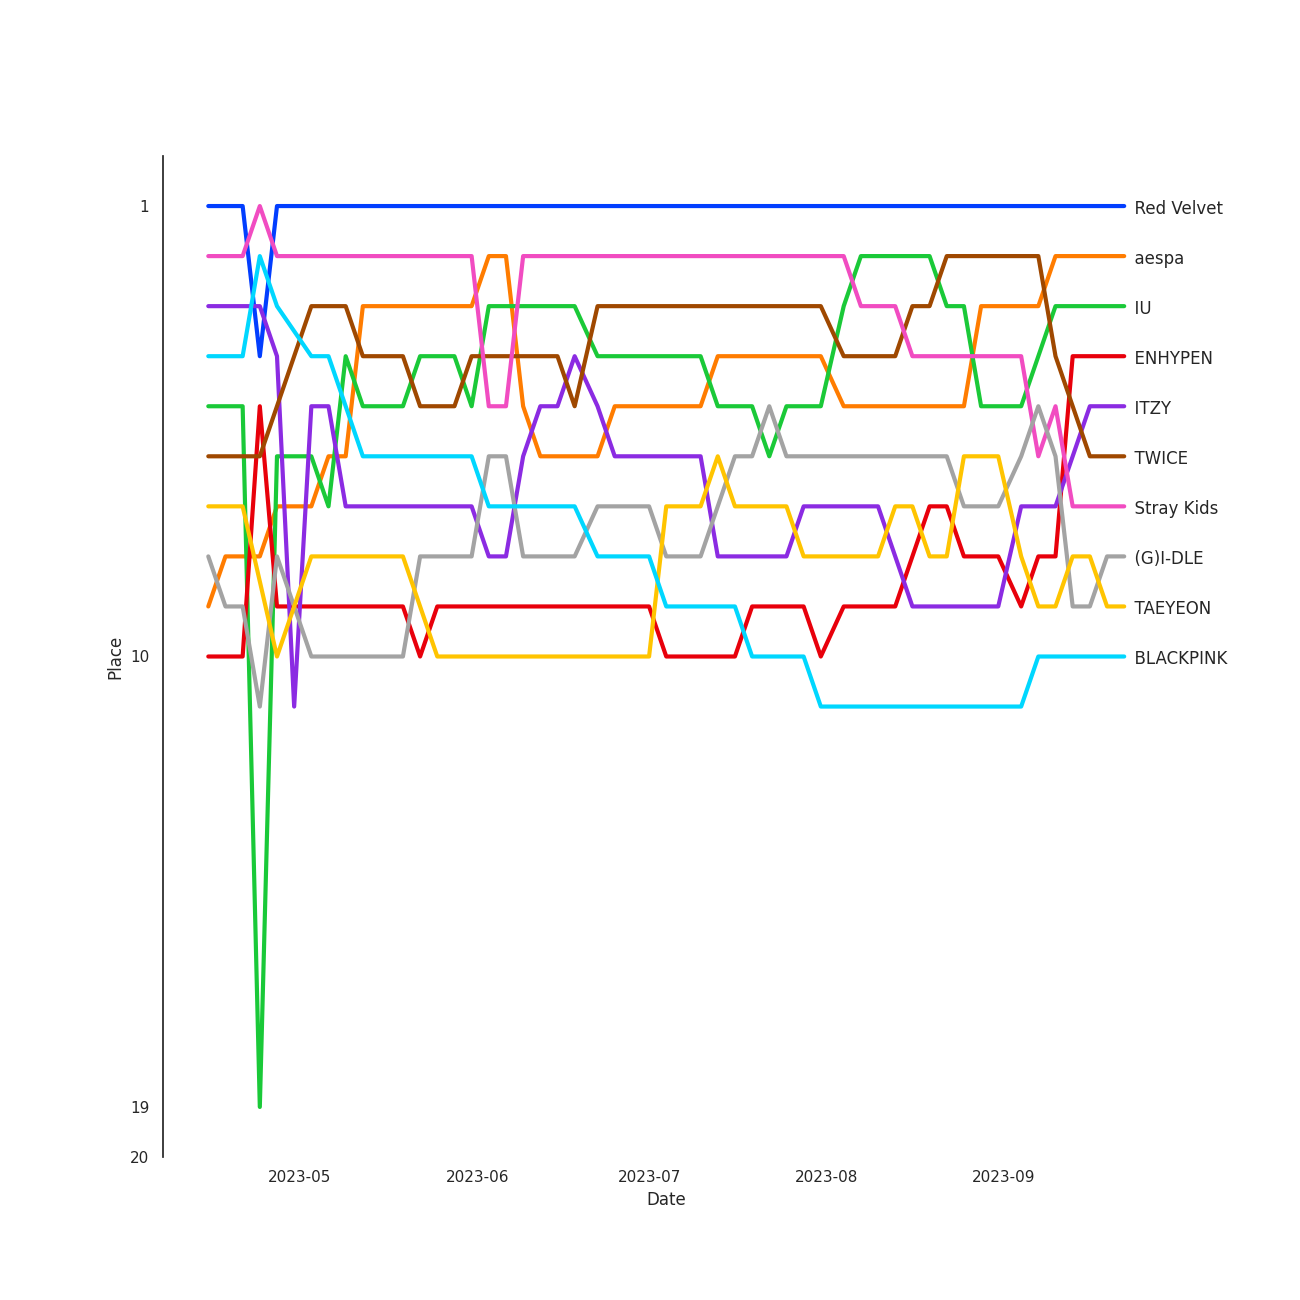 1
10
19
20
Place
2023-05
2023-06
2023-07
2023-08
2023-09
Date
Red Velvet
aespa
IU
ENHYPEN
ITZY
TWICE
Stray Kids
(G)I-DLE
TAEYEON
BLACKPINK